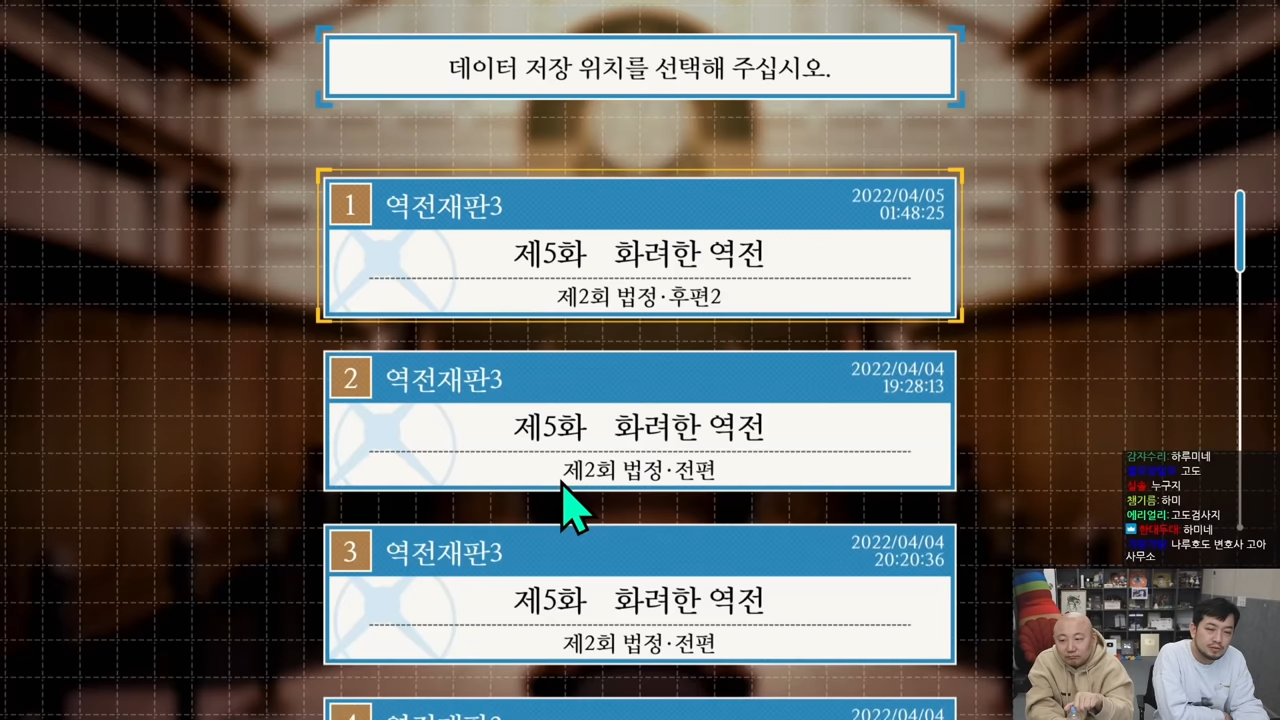 데이터 저장 위치를 선택해 주십시오.
1 역전재판3 2022/04/05 01:48:25
제5화 화려한 역전
제2회 법정·후편2
2 역전재판3 2022/04/04 19:28:13
제5화 화려한 역전
제2회 법정·전편
3 역전재판3 2022/04/04 20:20:36
제5화 화려한 역전
제2회 법정·전편
2022/04/04
감자수리: 하루미네
고도
실솔: 누구지
챔기름: 하미
에리얼리: 고도검사지
한대두대: 하미네
나루호도 변호사 고아
사무소